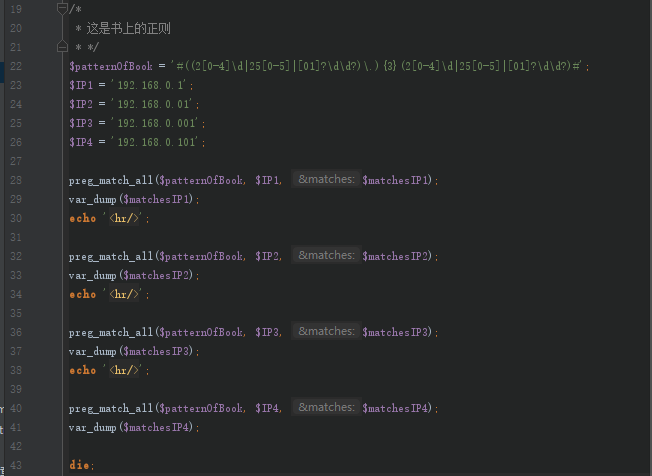 19 /*
20 * 这是书上的正则
21 * */
22 $patternOfBook = '#((2[0-4]\d|25[0-5]|[01]?\d\d?)\.){3}(2[0-4]\d|25[0-5]|[01]?\d\d?)#';
23 $IP1 = '192.168.0.1';
24 $IP2 = '192.168.0.01';
25 $IP3 = '192.168.0.001';
26 $IP4 = '192.168.0.101';
27
28 preg_match_all($patternOfBook, $IP1, &matches: $matchesIP1);
29 var_dump($matchesIP1);
30 echo '<hr/>';
31
32 preg_match_all($patternOfBook, $IP2, &matches: $matchesIP2);
33 var_dump($matchesIP2);
34 echo '<hr/>';
35
36 preg_match_all($patternOfBook, $IP3, &matches: $matchesIP3);
37 var_dump($matchesIP3);
38 echo '<hr/>';
39
40 preg_match_all($patternOfBook, $IP4, &matches: $matchesIP4);
41 var_dump($matchesIP4);
42
43 die;